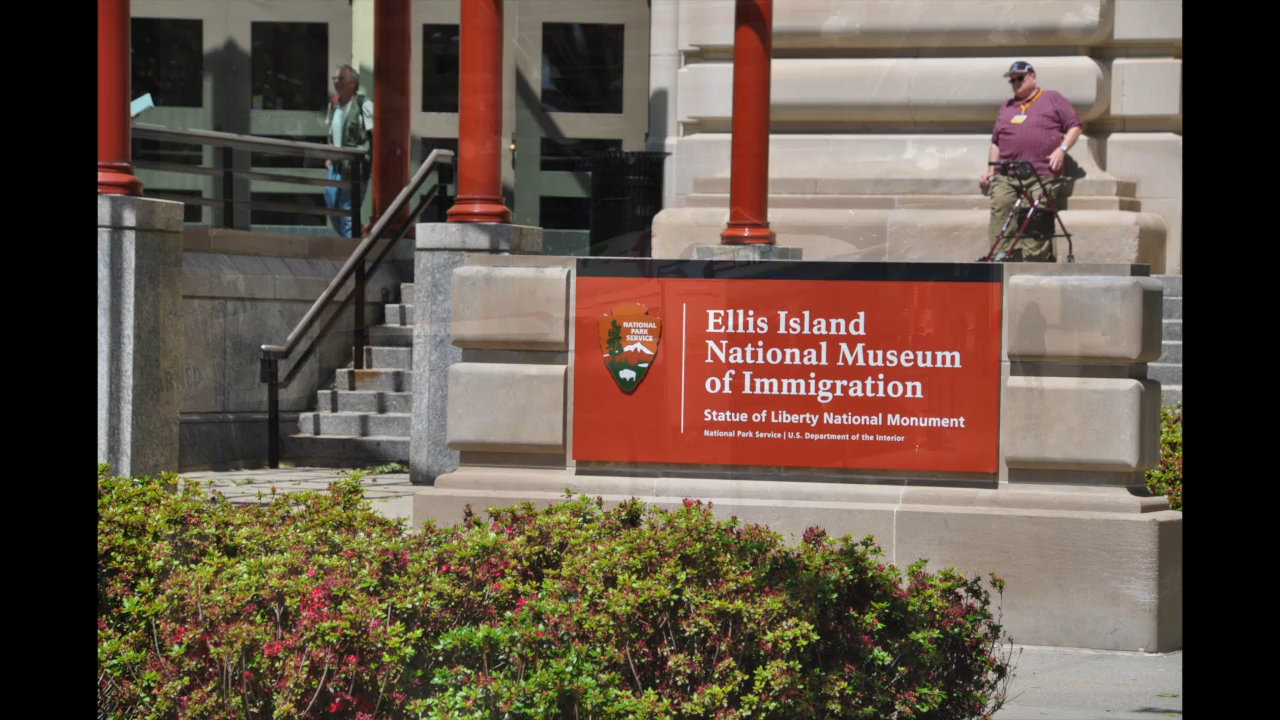 NATIONAL
PARK
SERVICE
Ellis Island
National Museum
of Immigration
Statue of Liberty National Monument
National Park Service | U.S. Department of the Interior